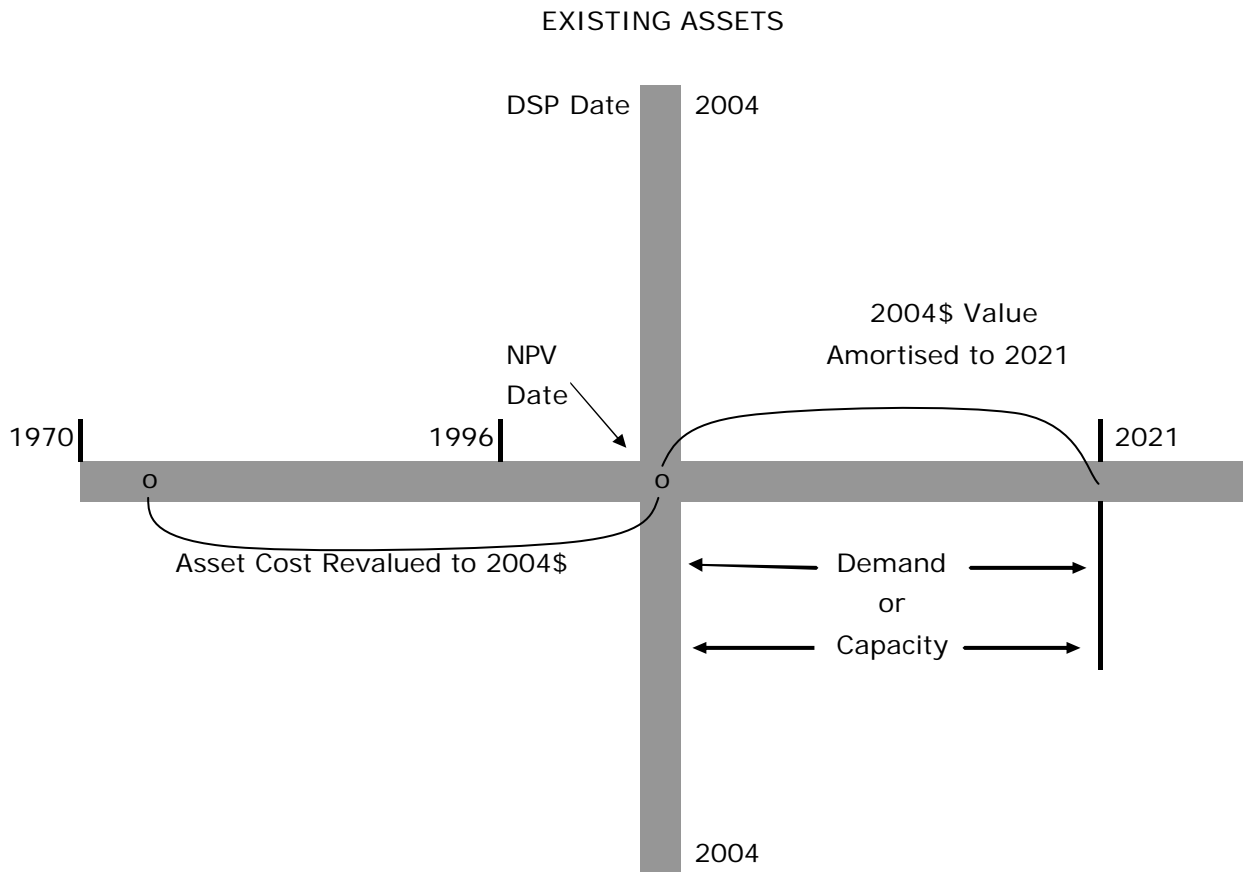 EXISTING ASSETS
DSP Date 2004
2004$ Value
Amortised to 2021
NPV
Date
1970 1996 2021
o o
Asset Cost Revalued to 2004$
Demand
or
Capacity
2004